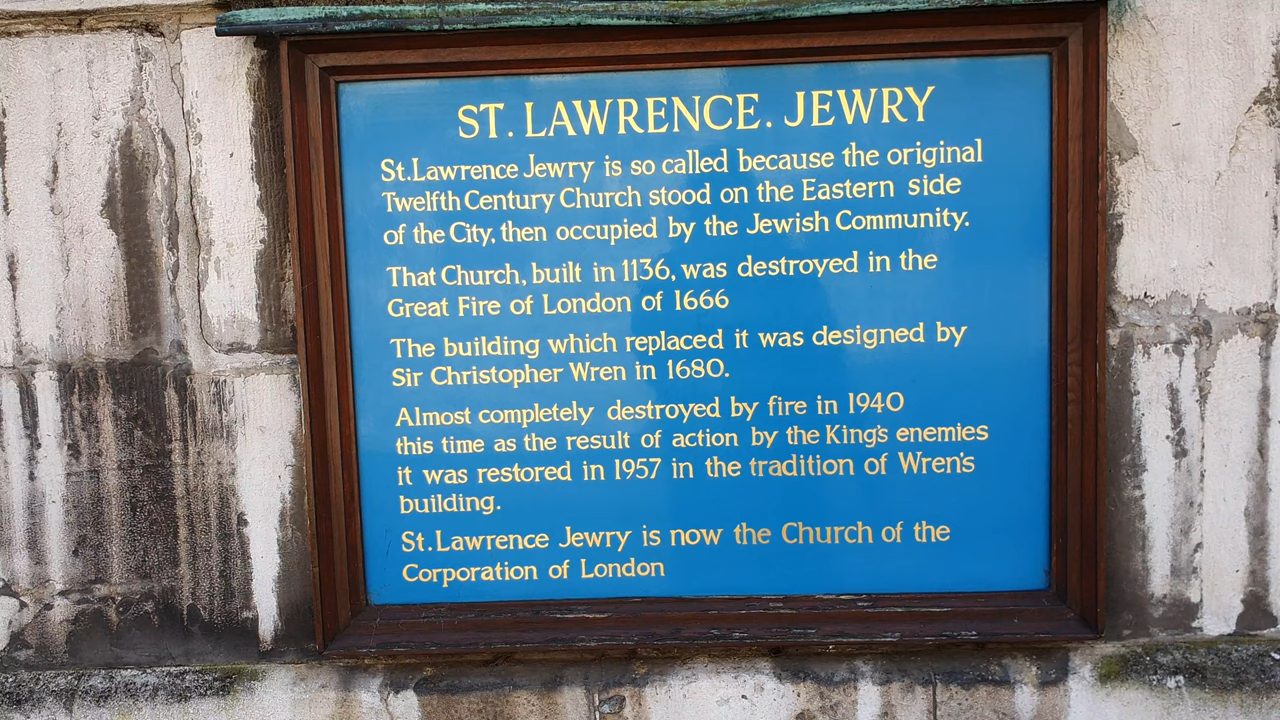 ST. LAWRENCE. JEWRY
St. Lawrence Jewry is so called because the original
Twelfth Century Church stood on the Eastern side
of the City, then occupied by the Jewish Community.
That Church, built in 1136, was destroyed in the
Great Fire of London of 1666
The building which replaced it was designed by
Sir Christopher Wren in 1680.
Almost completely destroyed by fire in 1940
this time as the result of action by the King's enemies
it was restored in 1957 in the tradition of Wren's
building.
St. Lawrence Jewry is now the Church of the
Corporation of London